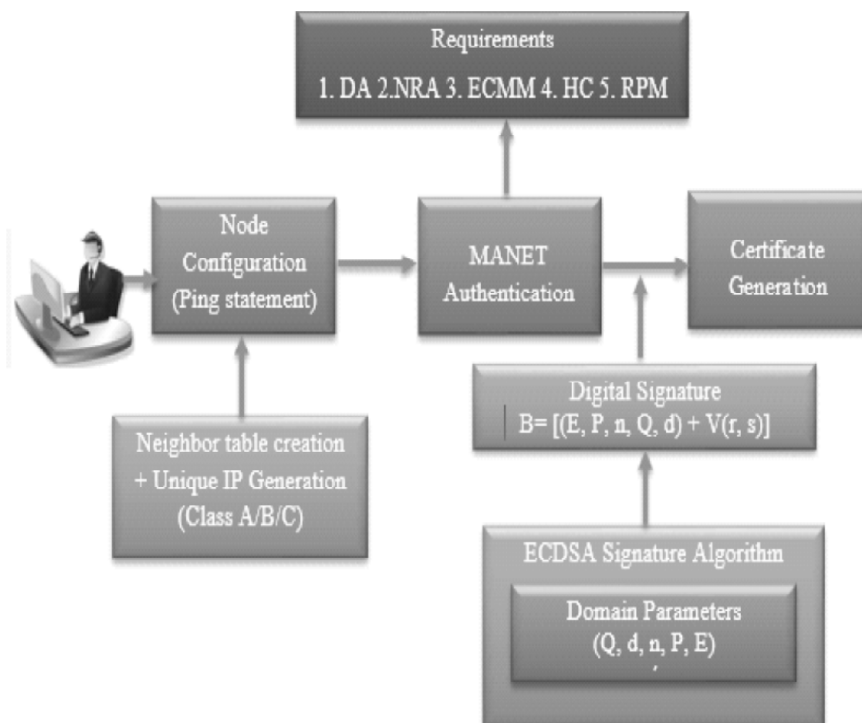 Requirements
1. DA 2.NRA 3. ECMM 4. HC 5. RPM
Node
Configuration
(Ping statement)
MANET
Authentication
Certificate
Generation
Digital Signature
B= [(E, P, n, Q, d) + V(r, s)]
Neighbor table creation
+ Unique IP Generation
(Class A/B/C)
ECDSA Signature Algorithm
Domain Parameters
(Q, d, n, P, E)